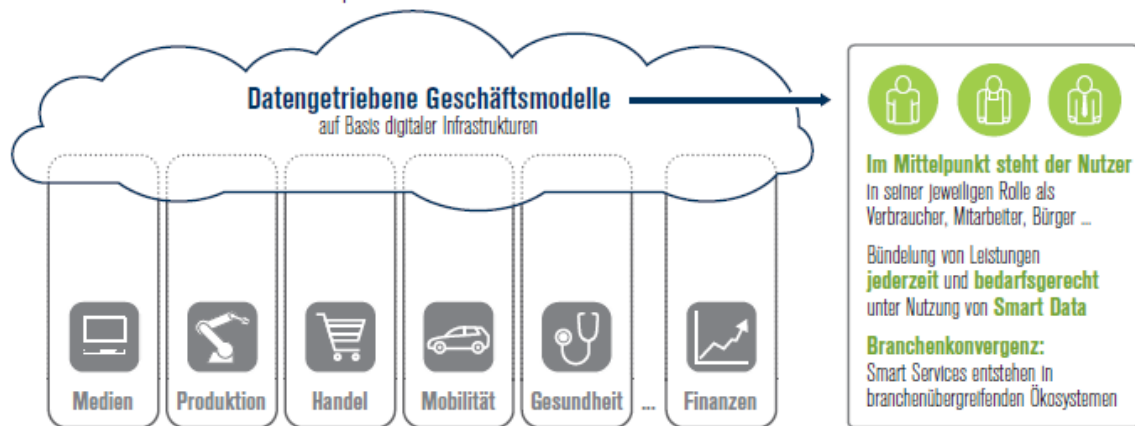 Datengetriebene Geschäftsmodelle
auf Basis digitaler Infrastrukturen
Medien
Produktion
Handel
Mobilität
Gesundheit
...
Finanzen
Im Mittelpunkt steht der Nutzer
in seiner jeweiligen Rolle als
Verbraucher, Mitarbeiter, Bürger ...
Bündelung von Leistungen
jederzeit und bedarfsgerecht
unter Nutzung von Smart Data
Branchenkonvergenz:
Smart Services entstehen in
branchenübergreifenden Ökosystemen